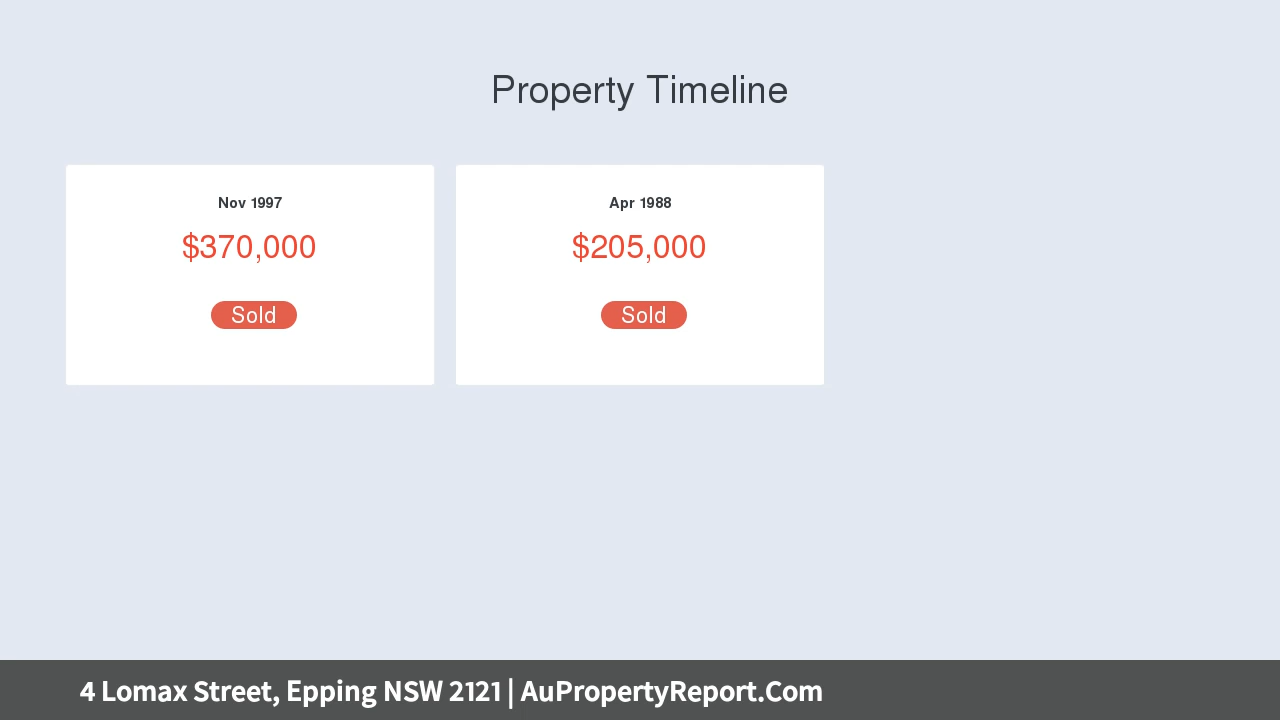 Property Timeline
Nov 1997
$370,000
Sold
Apr 1988
$205,000
Sold
4 Lomax Street, Epping NSW 2121 | AuPropertyReport.Com